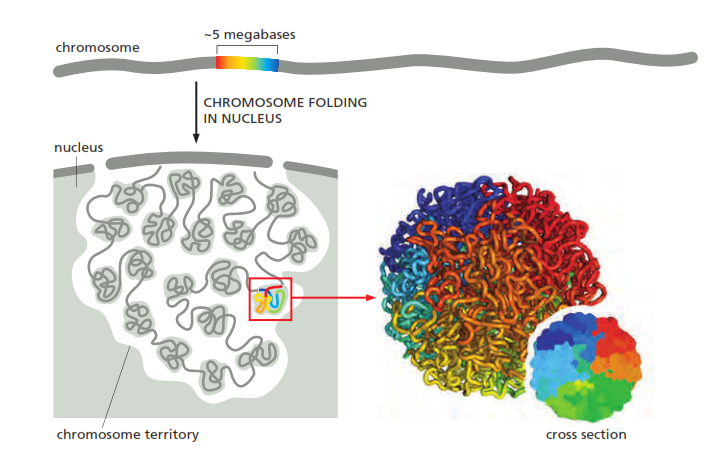 ~5 megabases
chromosome
CHROMOSOME FOLDING
IN NUCLEUS
nucleus
chromosome territory
cross section